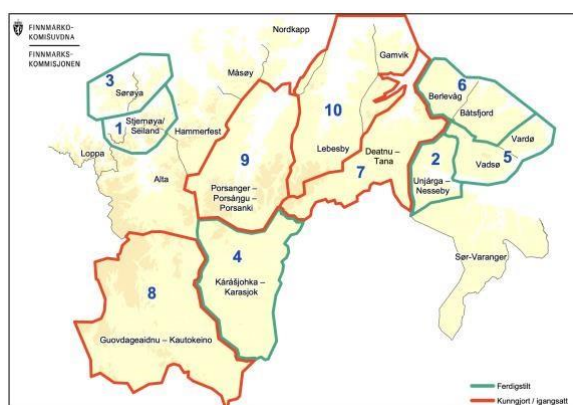 FINNMÁRKO-
KOMIŠUVDNA
FINNMARKS-
KOMMISJONEN
Nordkapp
Gamvik
3
Sørøya
Måsøy
6
Berlevåg
Båtsfjord
1
Stjernøya/
Seiland
Hammerfest
10
Vardø
Loppa
9
Lebesby
Deatnu –
Tana
2
Vadsø
5
7
Alta
Porsanger –
Porsáŋgu –
Porsanki
Unjárga –
Nesseby
4
Sør-Varanger
Kárášjohka –
Karasjok
8
Guovdageaidnu – Kautokeino
Ferdigstilt
Kunngjort / igangsatt